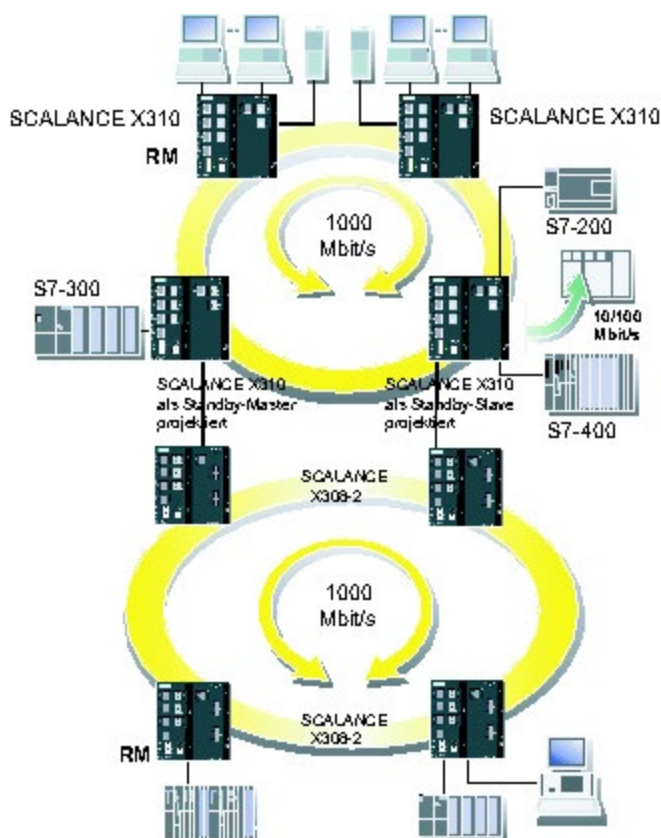 SCALANCE X310
SCALANCE X310
RM
1000
Mbit/s
S7-200
S7-300
10/100
Mbit/s
SCALANCE X310
als Standby-Master
projektiert
SCALANCE X310
als Standby-Slave
projektiert
S7-400
SCALANCE
X308-2
1000
Mbit/s
SCALANCE
X308-2
RM